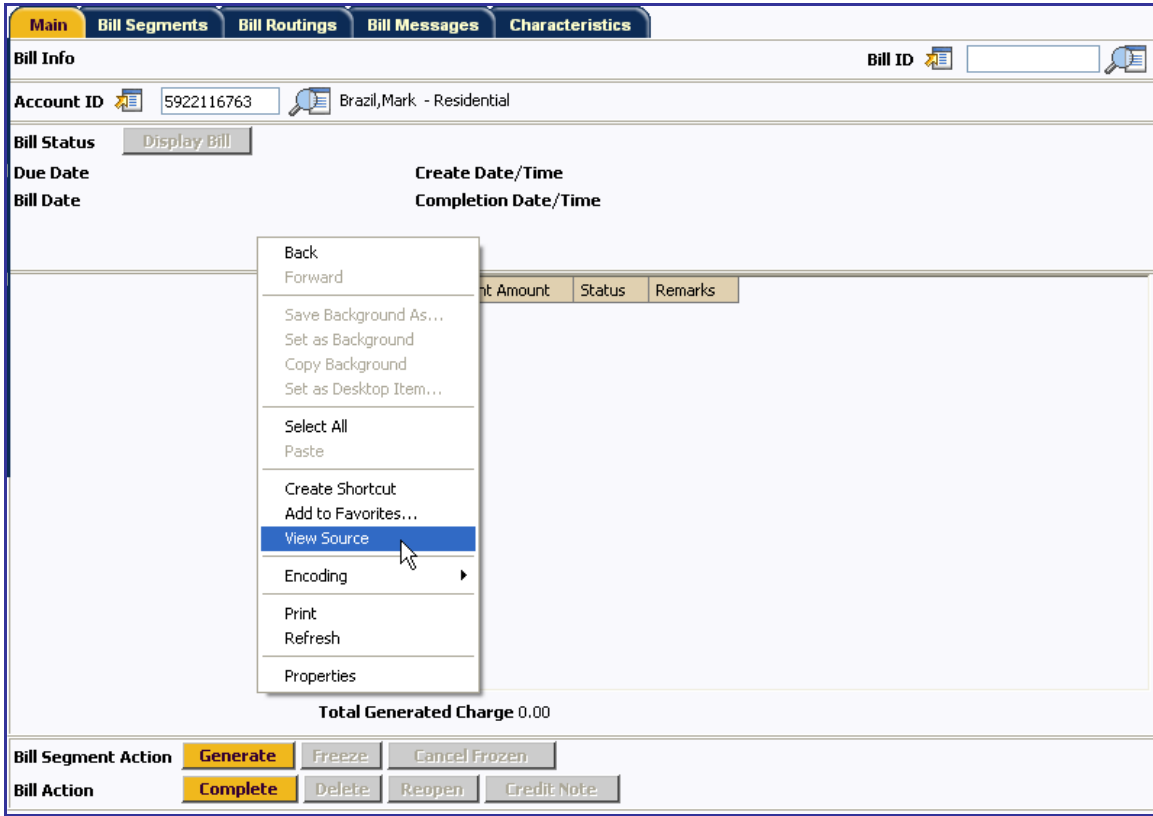 Main Bill Segments Bill Routings Bill Messages Characteristics
Bill Info Bill ID
Account ID 5922116763 Brazil,Mark - Residential
Bill Status Display Bill
Due Date Create Date/Time
Bill Date Completion Date/Time
Back
Forward
Amount Status Remarks
Save Background As...
Set as Background
Copy Background
Set as Desktop Item...
Select All
Paste
Create Shortcut
Add to Favorites...
View Source
Encoding
Print
Refresh
Properties
Total Generated Charge 0.00
Bill Segment Action Generate Freeze Cancel Frozen
Bill Action Complete Delete Reopen Credit Note